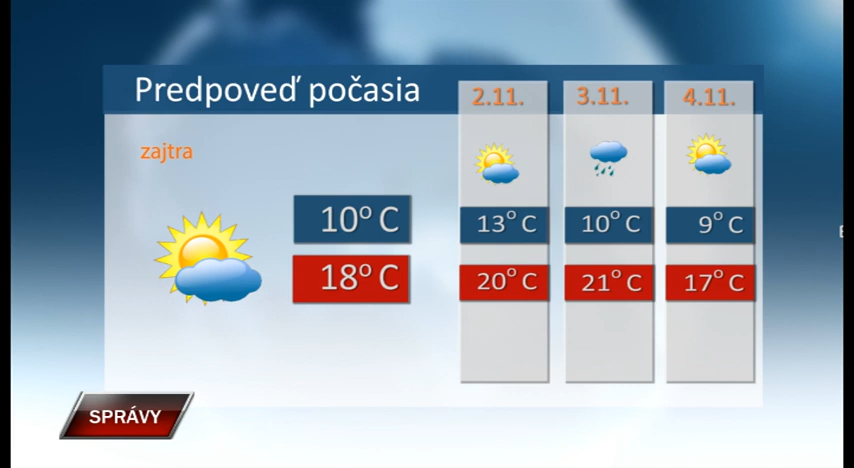 Predpoveď počasia
zajtra
10° C
18° C
2.11.
13° C
20° C
3.11.
10° C
21° C
4.11.
9° C
17° C
SPRÁVY